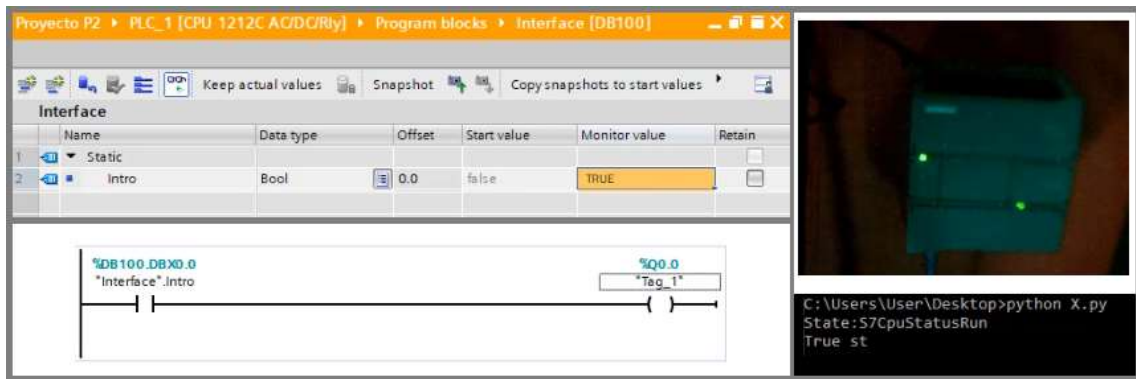 Proyecto P2 ▸ PLC_1 [CPU 1212C AC/DC/Rly] ▸ Program blocks ▸ Interface [DB100]
Keep actual values Snapshot Copy snapshots to start values
Interface
Name Data type Offset Start value Monitor value Retain
1 Static
2 Intro Bool 0.0 false TRUE
%DB100.DBX0.0 %Q0.0
"Interface".Intro "Tag_1"
C:\Users\User\Desktop>python X.py
State:S7CpuStatusRun
True st